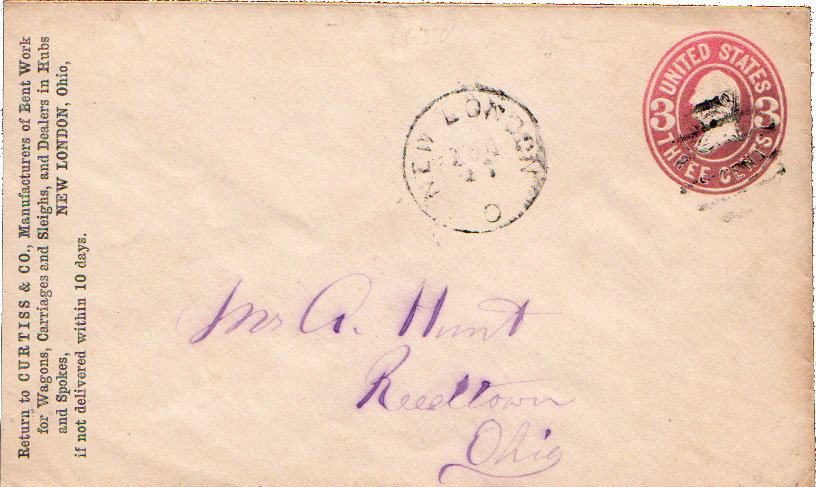 Return to CURTISS & CO., Manufacturers of Bent Work
for Wagons, Carriages and Sleighs, and Dealers in Hubs
and Spokes, NEW LONDON, Ohio,
if not delivered within 10 days.
UNITED STATES
3 3
THREE CENTS
NEW LONDON O
Mr A. Hunt
Reedtown
Ohio